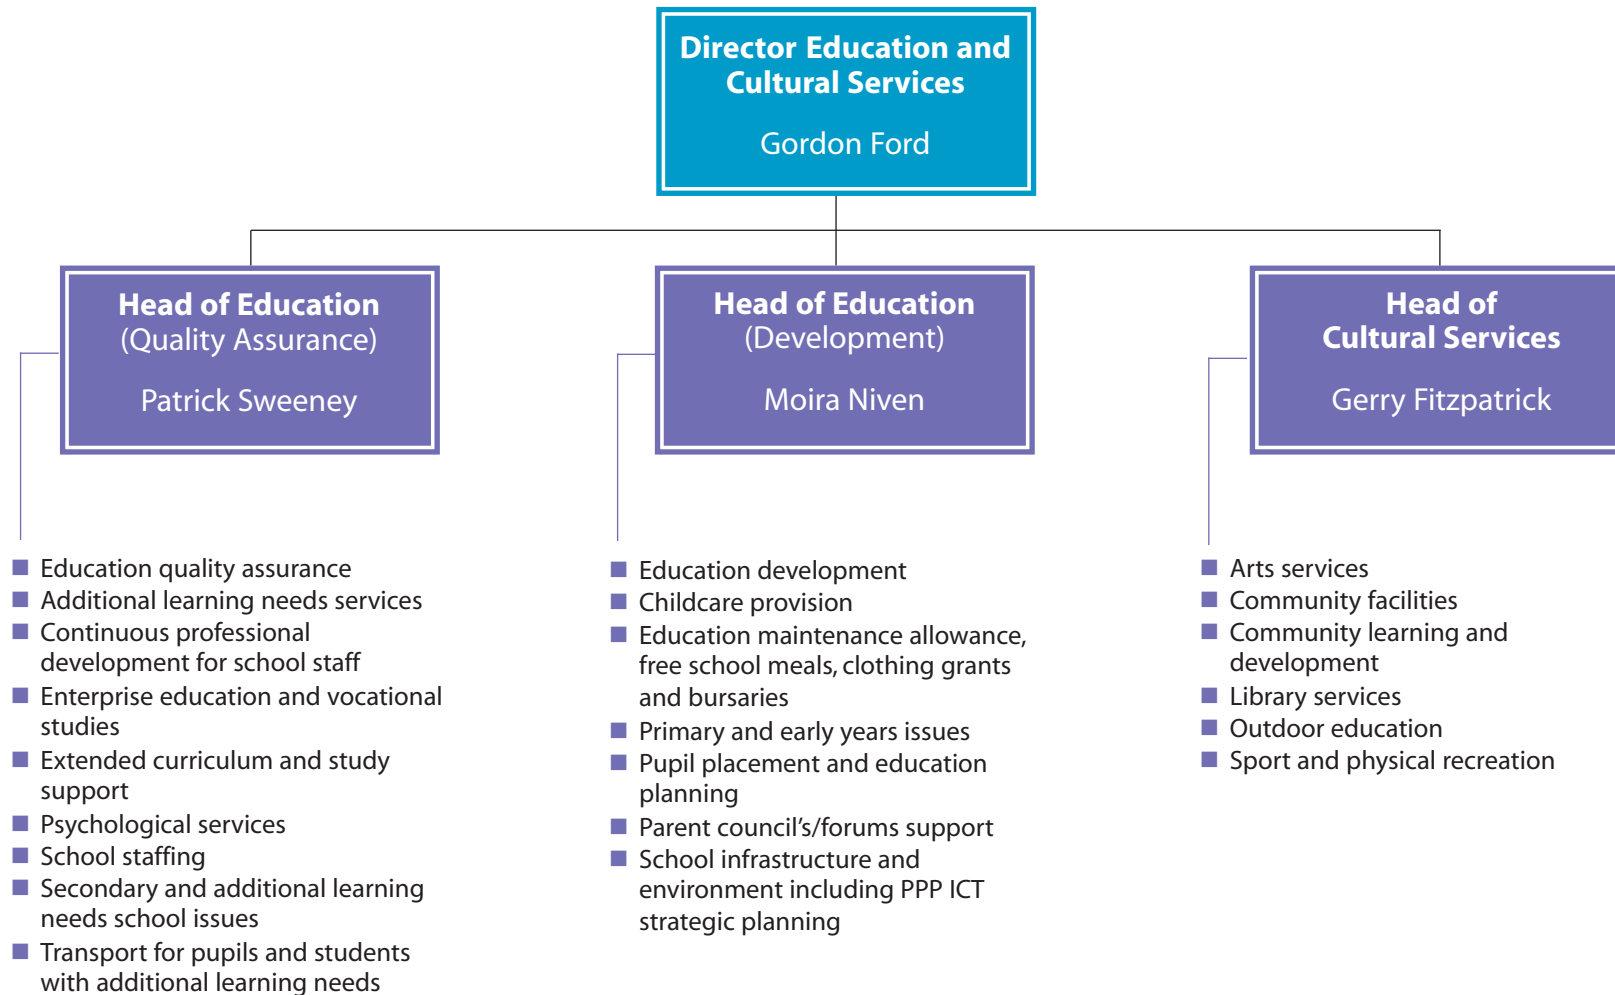 Director Education and
Cultural Services
Gordon Ford
Head of Education
(Quality Assurance)
Patrick Sweeney
Head of Education
(Development)
Moira Niven
Head of
Cultural Services
Gerry Fitzpatrick
■ Education quality assurance
■ Additional learning needs services
■ Continuous professional
development for school staff
■ Enterprise education and vocational
studies
■ Extended curriculum and study
support
■ Psychological services
■ School staffing
■ Secondary and additional learning
needs school issues
■ Transport for pupils and students
with additional learning needs
■ Education development
■ Childcare provision
■ Education maintenance allowance,
free school meals, clothing grants
and bursaries
■ Primary and early years issues
■ Pupil placement and education
planning
■ Parent council's/forums support
■ School infrastructure and
environment including PPP ICT
strategic planning
■ Arts services
■ Community facilities
■ Community learning and
development
■ Library services
■ Outdoor education
■ Sport and physical recreation